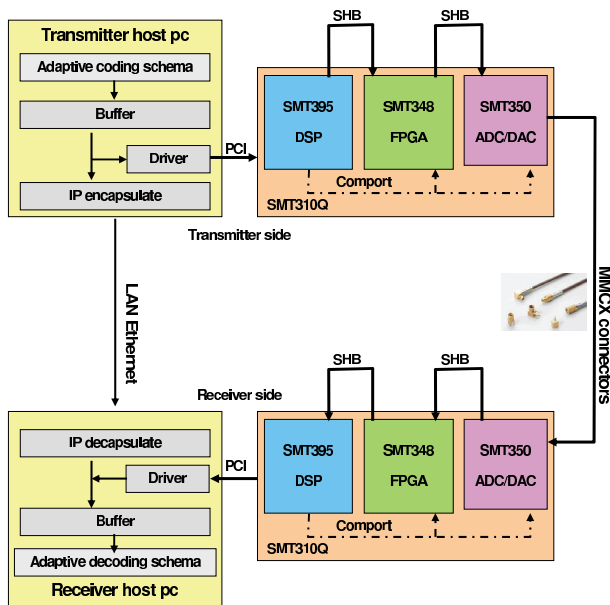 Transmitter host pc
Adaptive coding schema
Buffer
Driver
IP encapsulate
PCI
SHB
SHB
SMT395
DSP
SMT348
FPGA
SMT350
ADC/DAC
Comport
SMT310Q
Transmitter side
LAN Ethernet
MMCX connectors
Receiver side
IP decapsulate
Driver
Buffer
Adaptive decoding schema
Receiver host pc
PCI
SHB
SHB
SMT395
DSP
SMT348
FPGA
SMT350
ADC/DAC
Comport
SMT310Q